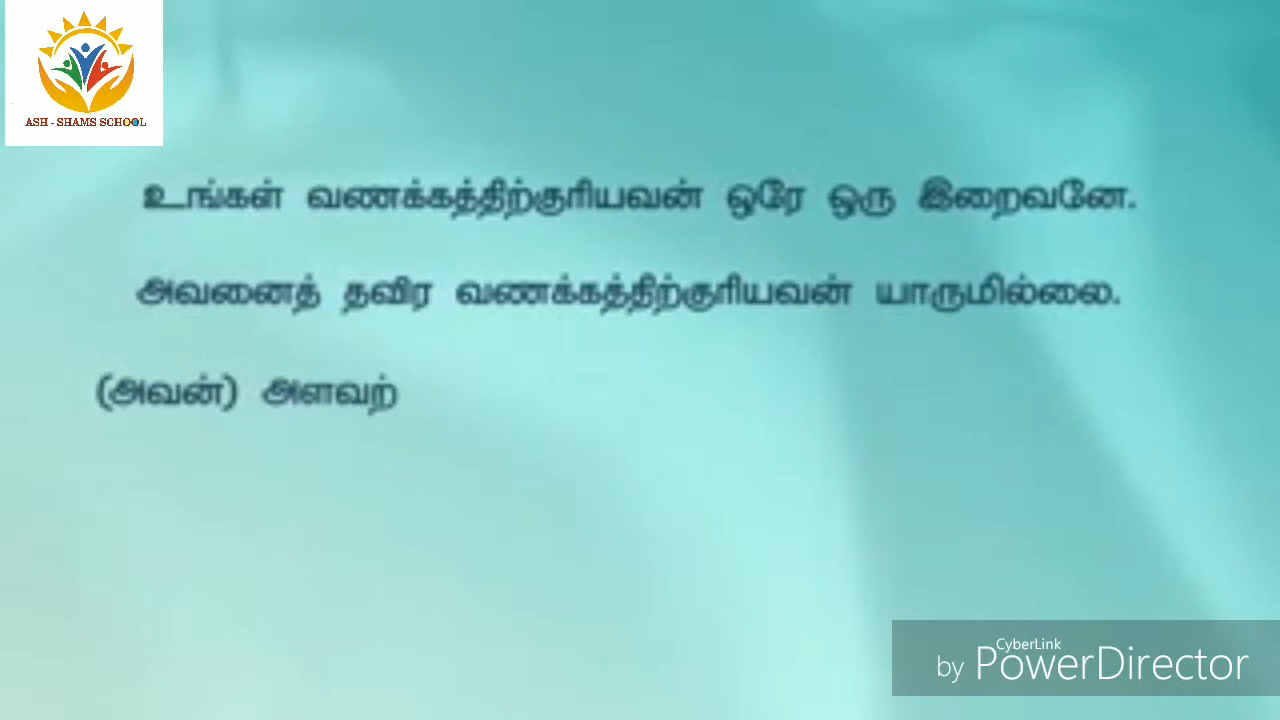 ASH - SHAMS SCHOOL
உங்கள் வணக்கத்திற்குரியவன் ஒரே ஒரு இறைவனே.
அவனைத் தவிர வணக்கத்திற்குரியவன் யாருமில்லை.
(அவன்) அளவற்
CyberLink
by PowerDirector